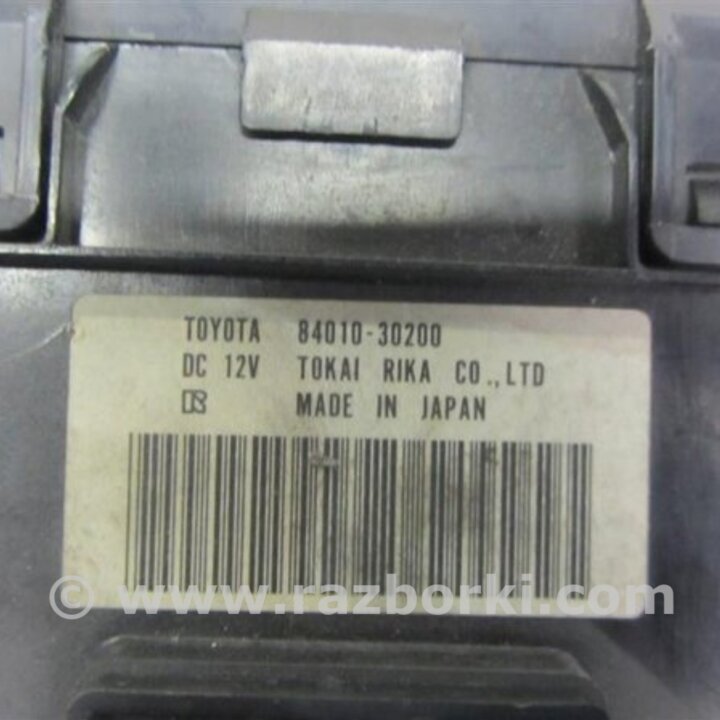 TOYOTA 84010-30200
DC 12V TOKAI RIKA CO.,LTD
MADE IN JAPAN
© www.razborki.com